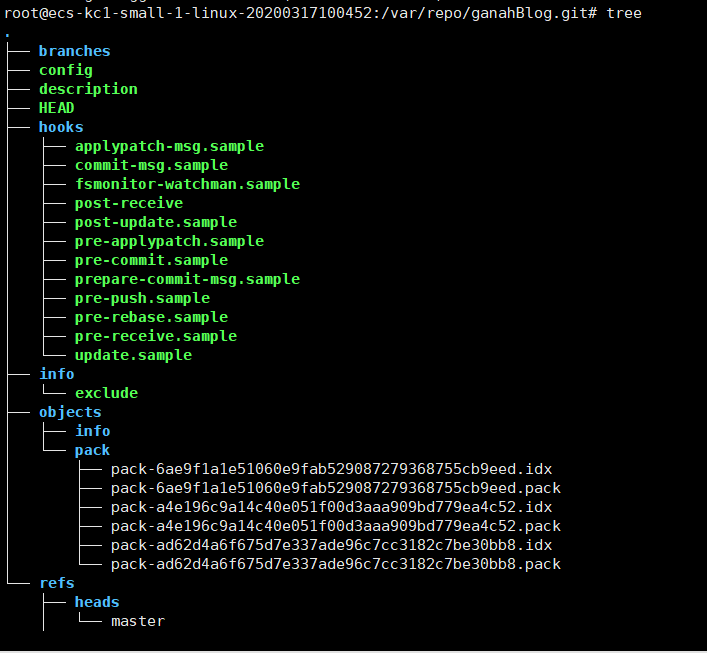 root@ecs-kc1-small-1-linux-20200317100452:/var/repo/ganahBlog.git# tree
.
├── branches
├── config
├── description
├── HEAD
├── hooks
│   ├── applypatch-msg.sample
│   ├── commit-msg.sample
│   ├── fsmonitor-watchman.sample
│   ├── post-receive
│   ├── post-update.sample
│   ├── pre-applypatch.sample
│   ├── pre-commit.sample
│   ├── prepare-commit-msg.sample
│   ├── pre-push.sample
│   ├── pre-rebase.sample
│   ├── pre-receive.sample
│   └── update.sample
├── info
│   └── exclude
├── objects
│   ├── info
│   └── pack
│       ├── pack-6ae9f1a1e51060e9fab529087279368755cb9eed.idx
│       ├── pack-6ae9f1a1e51060e9fab529087279368755cb9eed.pack
│       ├── pack-a4e196c9a14c40e051f00d3aaa909bd779ea4c52.idx
│       ├── pack-a4e196c9a14c40e051f00d3aaa909bd779ea4c52.pack
│       ├── pack-ad62d4a6f675d7e337ade96c7cc3182c7be30bb8.idx
│       └── pack-ad62d4a6f675d7e337ade96c7cc3182c7be30bb8.pack
└── refs
    ├── heads
    │   └── master